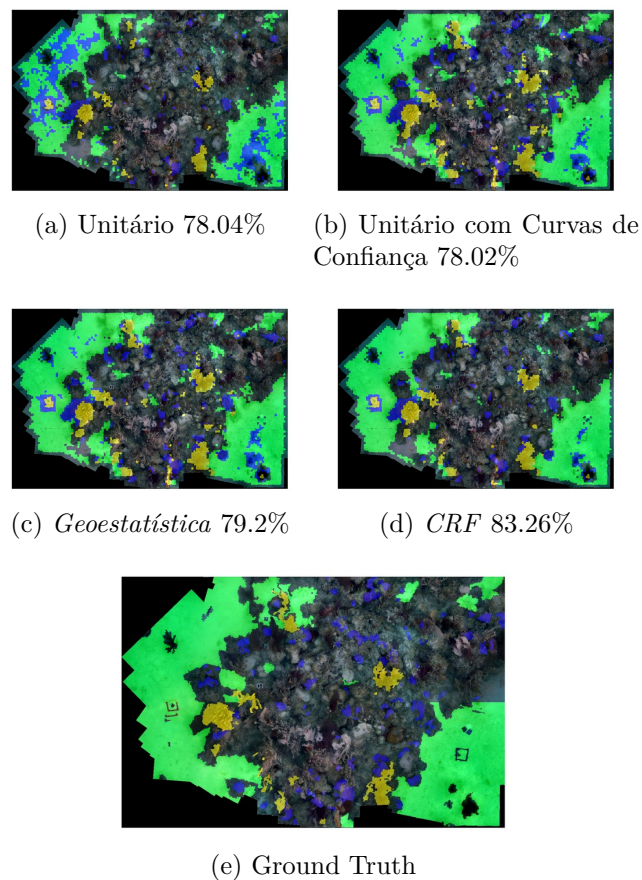 (a) Unitário 78.04%
(b) Unitário com Curvas de
Confiança 78.02%
(c) Geoestatística 79.2%
(d) CRF 83.26%
(e) Ground Truth